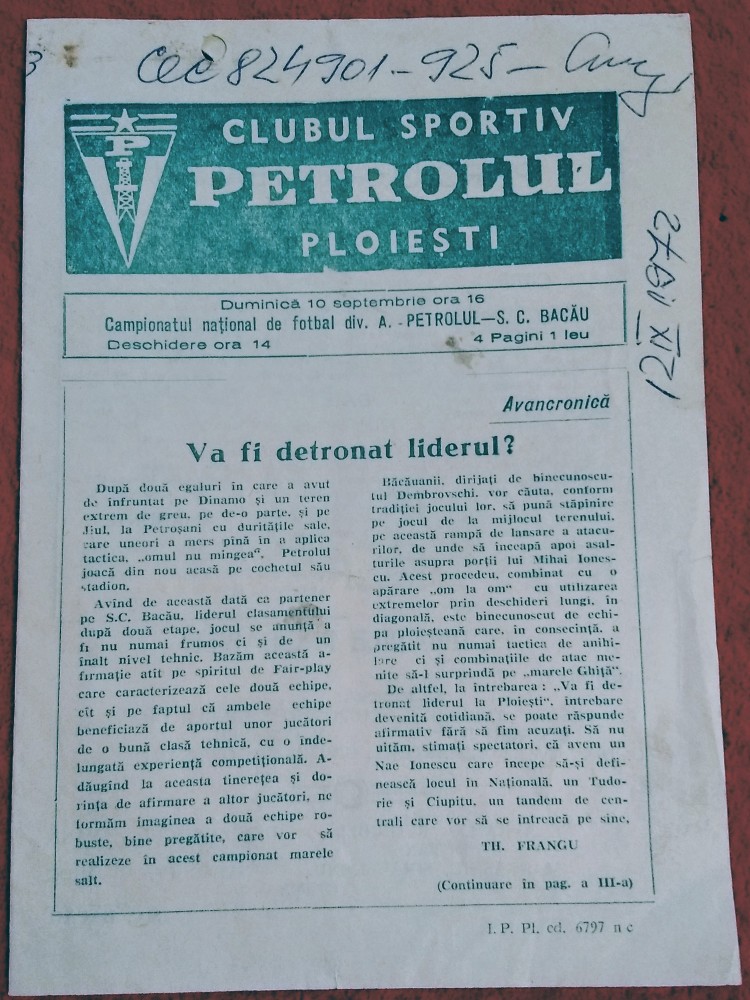 CEC 824901-925-
CLUBUL SPORTIV
PETROLUL
PLOIEȘTI
P
Duminică 10 septembrie ora 16
Campionatul național de fotbal div. A. - PETROLUL—S. C. BACĂU
Deschidere ora 14 4 Pagini 1 leu
Avancronică
Va fi detronat liderul?
După două egaluri în care a avut
de înfruntat pe Dinamo și un teren
extrem de greu, pe de-o parte, și pe
Jiul, la Petroșani cu duritățile sale,
care uneori a mers pînă în a aplica
tactica, „omul nu mingea“, Petrolul
joacă din nou acasă pe cochetul său
stadion.
Avînd de această dată ca partener
pe S.C. Bacău, liderul clasamentului
după două etape, jocul se anunță a
fi nu numai frumos ci și de un
înalt nivel tehnic. Bazăm această a-
firmație atît pe spiritul de Fair-play
care caracterizează cele două echipe,
cît și pe faptul că ambele echipe
beneficiază de aportul unor jucători
de o bună clasă tehnică, cu o înde-
lungată experiență competițională. A-
dăugînd la aceasta tinerețea și do-
rința de afirmare a altor jucători, ne
formăm imaginea a două echipe ro-
buste, bine pregătite, care vor să
realizeze în acest campionat marele
salt.
Băcăuanii, dirijați de binecunoscu-
tul Dembrovschi, vor căuta, conform
tradiției jocului lor, să pună stăpînire
pe jocul de la mijlocul terenului,
pe această rampă de lansare a atacu-
rilor, de unde să înceapă apoi asal-
turile asupra porții lui Mihai Iones-
cu. Acest procedeu, combinat cu o
apărare „om la om“ cu utilizarea
extremelor prin deschideri lungi, în
diagonală, este binecunoscut de echi-
pa ploieșteană care, în consecință, a
pregătit nu numai tactica de anihi-
lare ci și combinațiile de atac me-
nite să-l surprindă pe „marele Ghiță“.
De altfel, la întrebarea : „Va fi de-
tronat liderul la Ploiești“, întrebare
devenită cotidiană, se poate răspunde
afirmativ fără să fim acuzați. Să nu
uităm, stimați spectatori, că avem un
Nae Ionescu care începe să-și defi-
nească locul în Națională, un Tudo-
rie și Ciupitu, un tandem de cen-
trali care vor să se întreacă pe sine,
TH. FRANGU
(Continuare în pag. a III-a)
I. P. Pl. cd. 6797 n c